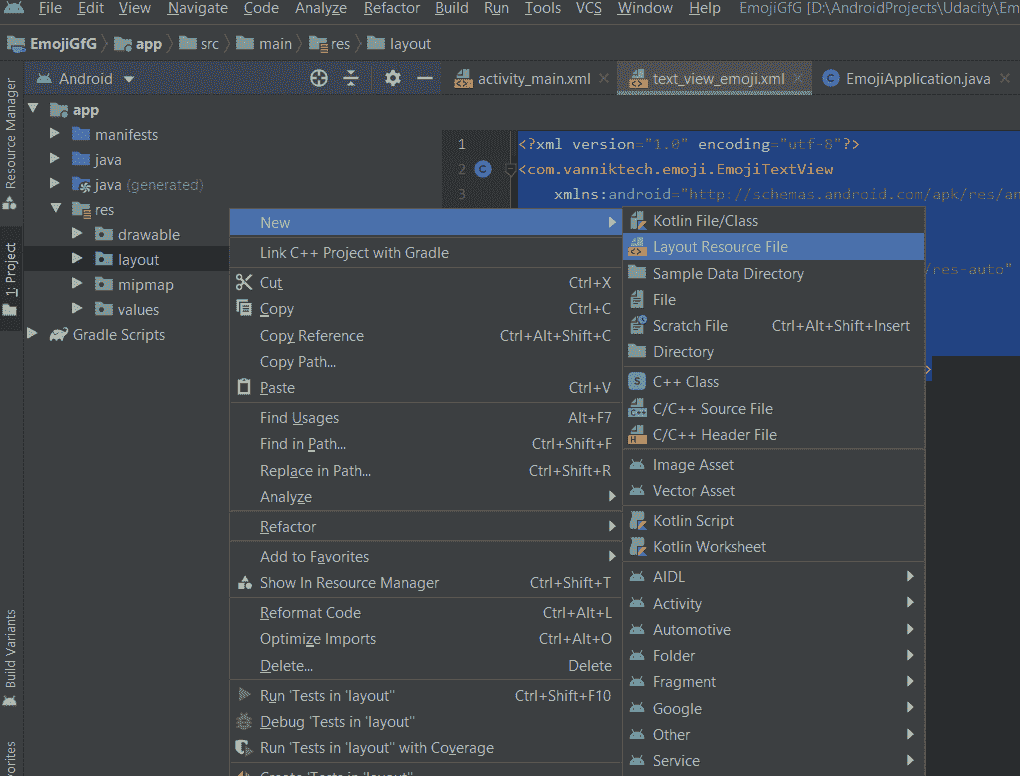 File Edit View Navigate Code Analyze Refactor Build Run Tools VCS Window Help EmojiGfG [D:\AndroidProjects\Udacity\Em
EmojiGfG app src main res layout
Android
activity_main.xml text_view_emoji.xml EmojiApplication.java
Resource Manager
1: Project
Build Variants
app
manifests
java
java (generated)
res
drawable
layout
mipmap
values
Gradle Scripts
1 <?xml version="1.0" encoding="utf-8"?>
2 <com.vanniktech.emoji.EmojiTextView
3 xmlns:android="http://schemas.android.com/apk/res/an
/res-auto"
>
New
Link C++ Project with Gradle
Cut Ctrl+X
Copy Ctrl+C
Copy Reference Ctrl+Alt+Shift+C
Copy Path...
Paste Ctrl+V
Find Usages Alt+F7
Find in Path... Ctrl+Shift+F
Replace in Path... Ctrl+Shift+R
Analyze
Refactor
Add to Favorites
Show In Resource Manager Ctrl+Shift+T
Reformat Code Ctrl+Alt+L
Optimize Imports Ctrl+Alt+O
Delete... Delete
Run 'Tests in 'layout'' Ctrl+Shift+F10
Debug 'Tests in 'layout''
Run 'Tests in 'layout'' with Coverage
Create 'Tests in 'layout''...
Kotlin File/Class
Layout Resource File
Sample Data Directory
File
Scratch File Ctrl+Alt+Shift+Insert
Directory
C++ Class
C/C++ Source File
C/C++ Header File
Image Asset
Vector Asset
Kotlin Script
Kotlin Worksheet
AIDL
Activity
Automotive
Folder
Fragment
Google
Other
Service